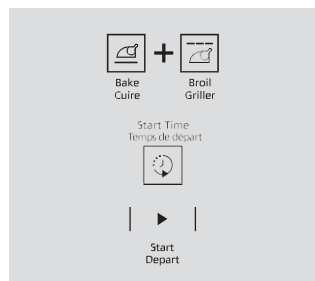 Bake
Cuire
Broil
Griller
Start Time
Temps de départ
Start
Depart